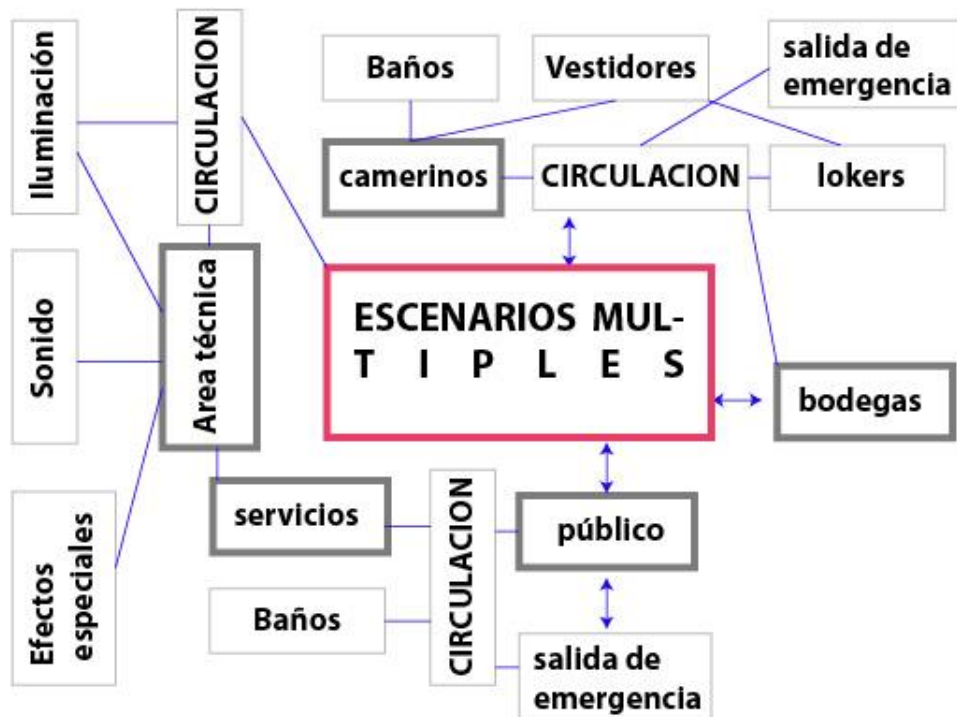 Iluminación
CIRCULACION
Baños
Vestidores
salida de
emergencia
camerinos
CIRCULACION
lokers
Sonido
Area técnica
ESCENARIOS MUL-
T I P L E S
bodegas
Efectos
especiales
servicios
CIRCULACION
público
Baños
salida de
emergencia